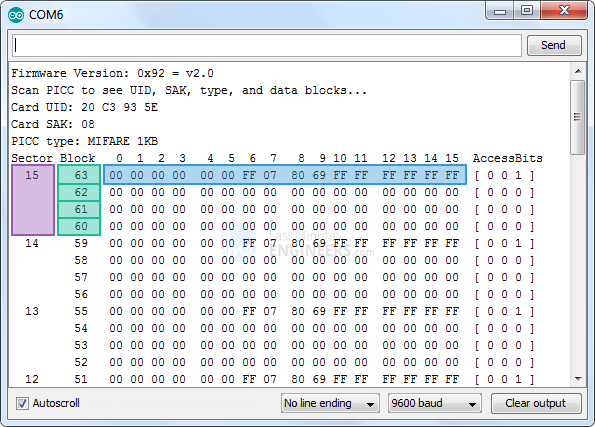 COM6
Send
Firmware Version: 0x92 = v2.0
Scan PICC to see UID, SAK, type, and data blocks...
Card UID: 20 C3 93 5E
Card SAK: 08
PICC type: MIFARE 1KB
Sector Block 0 1 2 3 4 5 6 7 8 9 10 11 12 13 14 15 AccessBits
15 63 00 00 00 00 00 00 FF 07 80 69 FF FF FF FF FF FF [ 0 0 1 ]
62 00 00 00 00 00 00 00 00 00 00 00 00 00 00 00 00 [ 0 0 0 ]
61 00 00 00 00 00 00 00 00 00 00 00 00 00 00 00 00 [ 0 0 0 ]
60 00 00 00 00 00 00 00 00 00 00 00 00 00 00 00 00 [ 0 0 0 ]
14 59 00 00 00 00 00 00 FF 07 80 69 FF FF FF FF FF FF [ 0 0 1 ]
Last Minute
ENGINEERS.com
58 00 00 00 00 00 00 00 00 00 00 00 00 00 00 00 00 [ 0 0 0 ]
57 00 00 00 00 00 00 00 00 00 00 00 00 00 00 00 00 [ 0 0 0 ]
56 00 00 00 00 00 00 00 00 00 00 00 00 00 00 00 00 [ 0 0 0 ]
13 55 00 00 00 00 00 00 FF 07 80 69 FF FF FF FF FF FF [ 0 0 1 ]
54 00 00 00 00 00 00 00 00 00 00 00 00 00 00 00 00 [ 0 0 0 ]
53 00 00 00 00 00 00 00 00 00 00 00 00 00 00 00 00 [ 0 0 0 ]
52 00 00 00 00 00 00 00 00 00 00 00 00 00 00 00 00 [ 0 0 0 ]
12 51 00 00 00 00 00 00 FF 07 80 69 FF FF FF FF FF FF [ 0 0 1 ]
Autoscroll
No line ending
9600 baud
Clear output